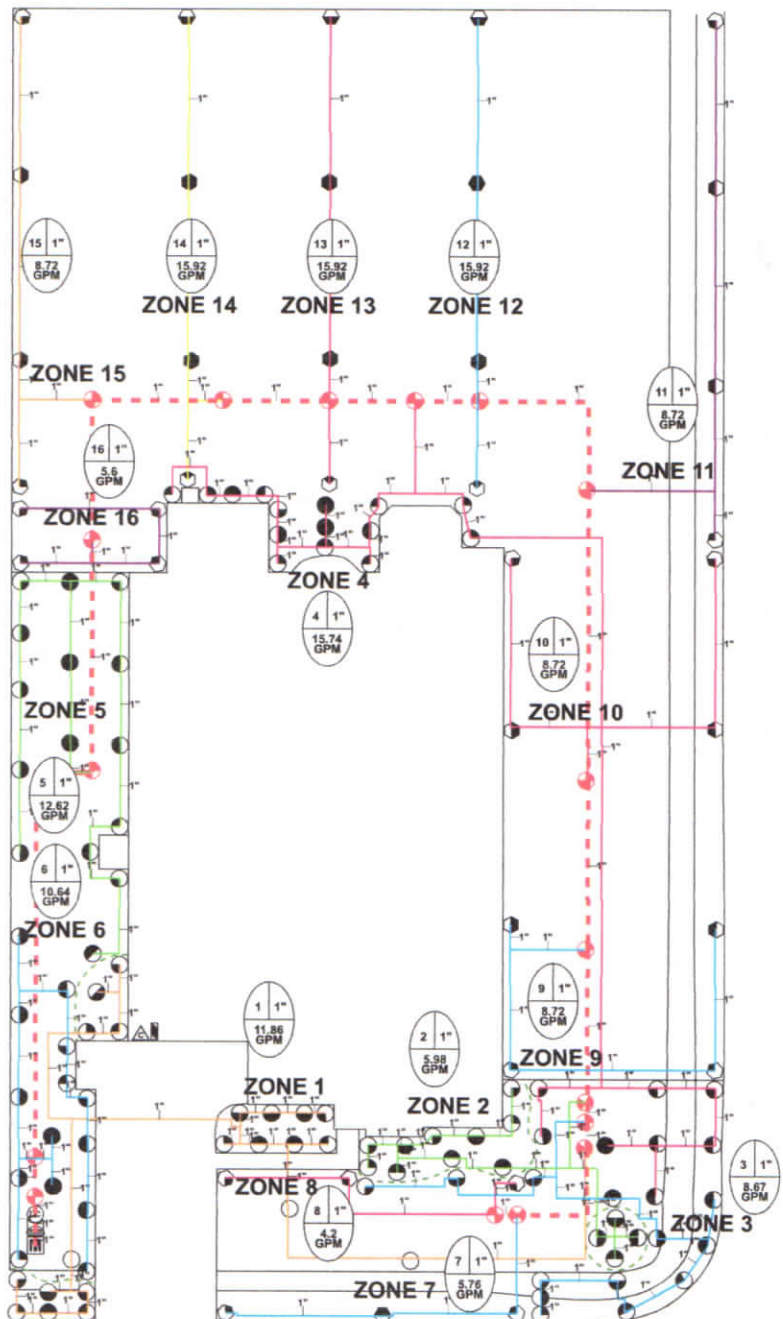 15 1"
8.72
GPM
14 1"
15.92
GPM
13 1"
15.92
GPM
12 1"
15.92
GPM
ZONE 14
ZONE 13
ZONE 12
ZONE 15
11 1"
8.72
GPM
16 1"
5.6
GPM
ZONE 11
ZONE 16
ZONE 4
4 1"
15.74
GPM
10 1"
8.72
GPM
ZONE 5
ZONE 10
5 1"
12.62
GPM
6 1"
10.64
GPM
ZONE 6
1 1"
11.86
GPM
2 1"
5.98
GPM
9 1"
8.72
GPM
ZONE 9
ZONE 1
ZONE 2
C
3 1"
8.67
GPM
ZONE 8
8 1"
4.2
GPM
ZONE 3
M
7 1"
5.76
GPM
ZONE 7